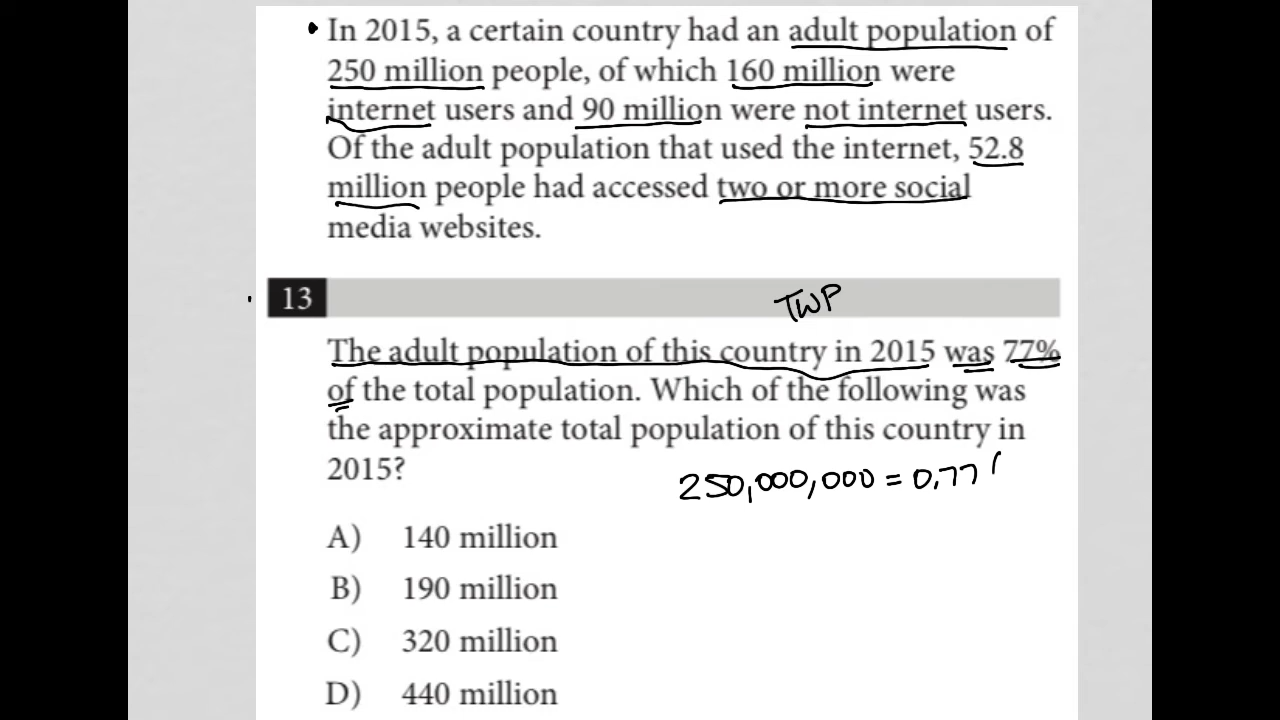 • In 2015, a certain country had an adult population of
250 million people, of which 160 million were
internet users and 90 million were not internet users.
Of the adult population that used the internet, 52.8
million people had accessed two or more social
media websites.
13
TWP
The adult population of this country in 2015 was 77%
of the total population. Which of the following was
the approximate total population of this country in
2015?
250,000,000 = 0.77 (
A) 140 million
B) 190 million
C) 320 million
D) 440 million